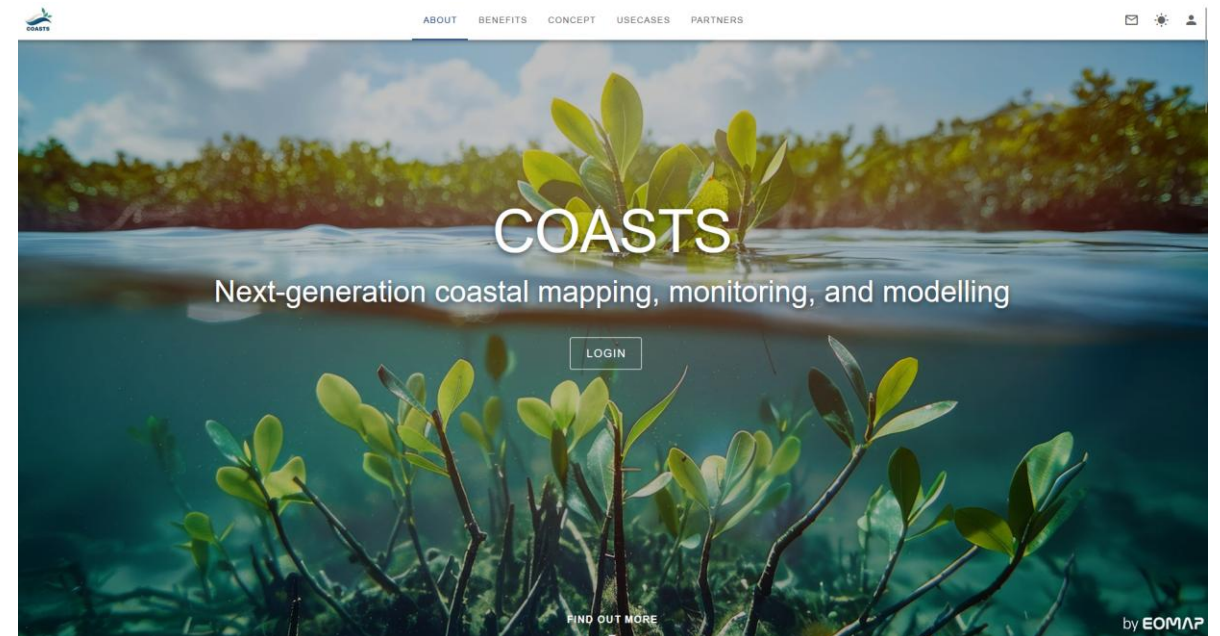 COASTS
ABOUT BENEFITS CONCEPT USECASES PARTNERS
COASTS
Next-generation coastal mapping, monitoring, and modelling
LOGIN
FIND OUT MORE
by EOMAP